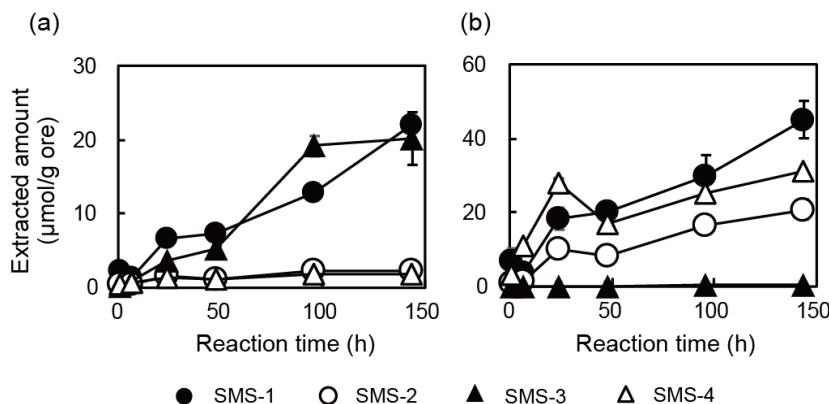 (a)
(b)
Extracted amount
(μmol/g ore)
30
20
10
0
0
50
100
150
Reaction time (h)
60
40
20
0
0
50
100
150
Reaction time (h)
SMS-1 SMS-2 SMS-3 SMS-4